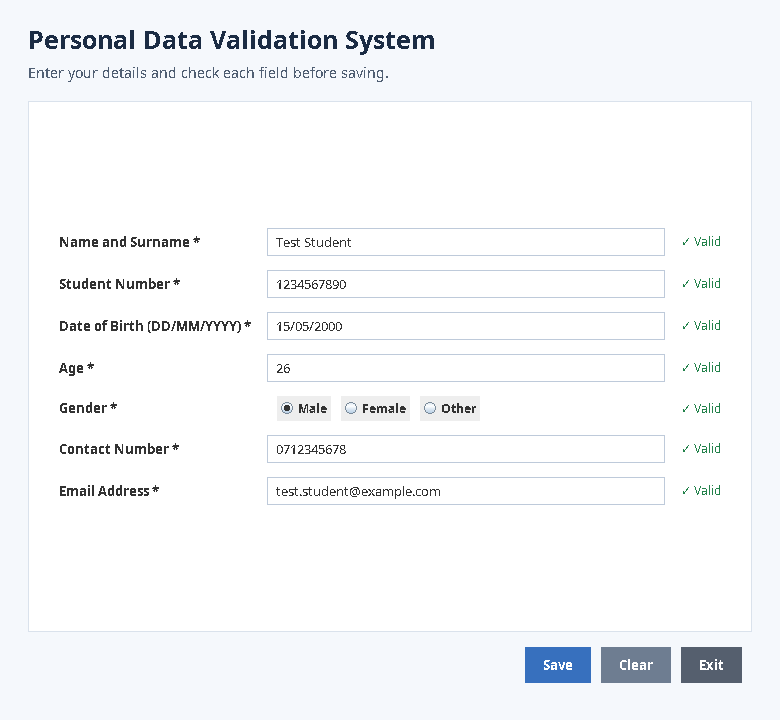 Personal Data Validation System
Enter your details and check each field before saving.
Name and Surname * Test Student ✓ Valid
Student Number * 1234567890 ✓ Valid
Date of Birth (DD/MM/YYYY) * 15/05/2000 ✓ Valid
Age * 26 ✓ Valid
Gender * Male Female Other ✓ Valid
Contact Number * 0712345678 ✓ Valid
Email Address * test.student@example.com ✓ Valid
Save Clear Exit